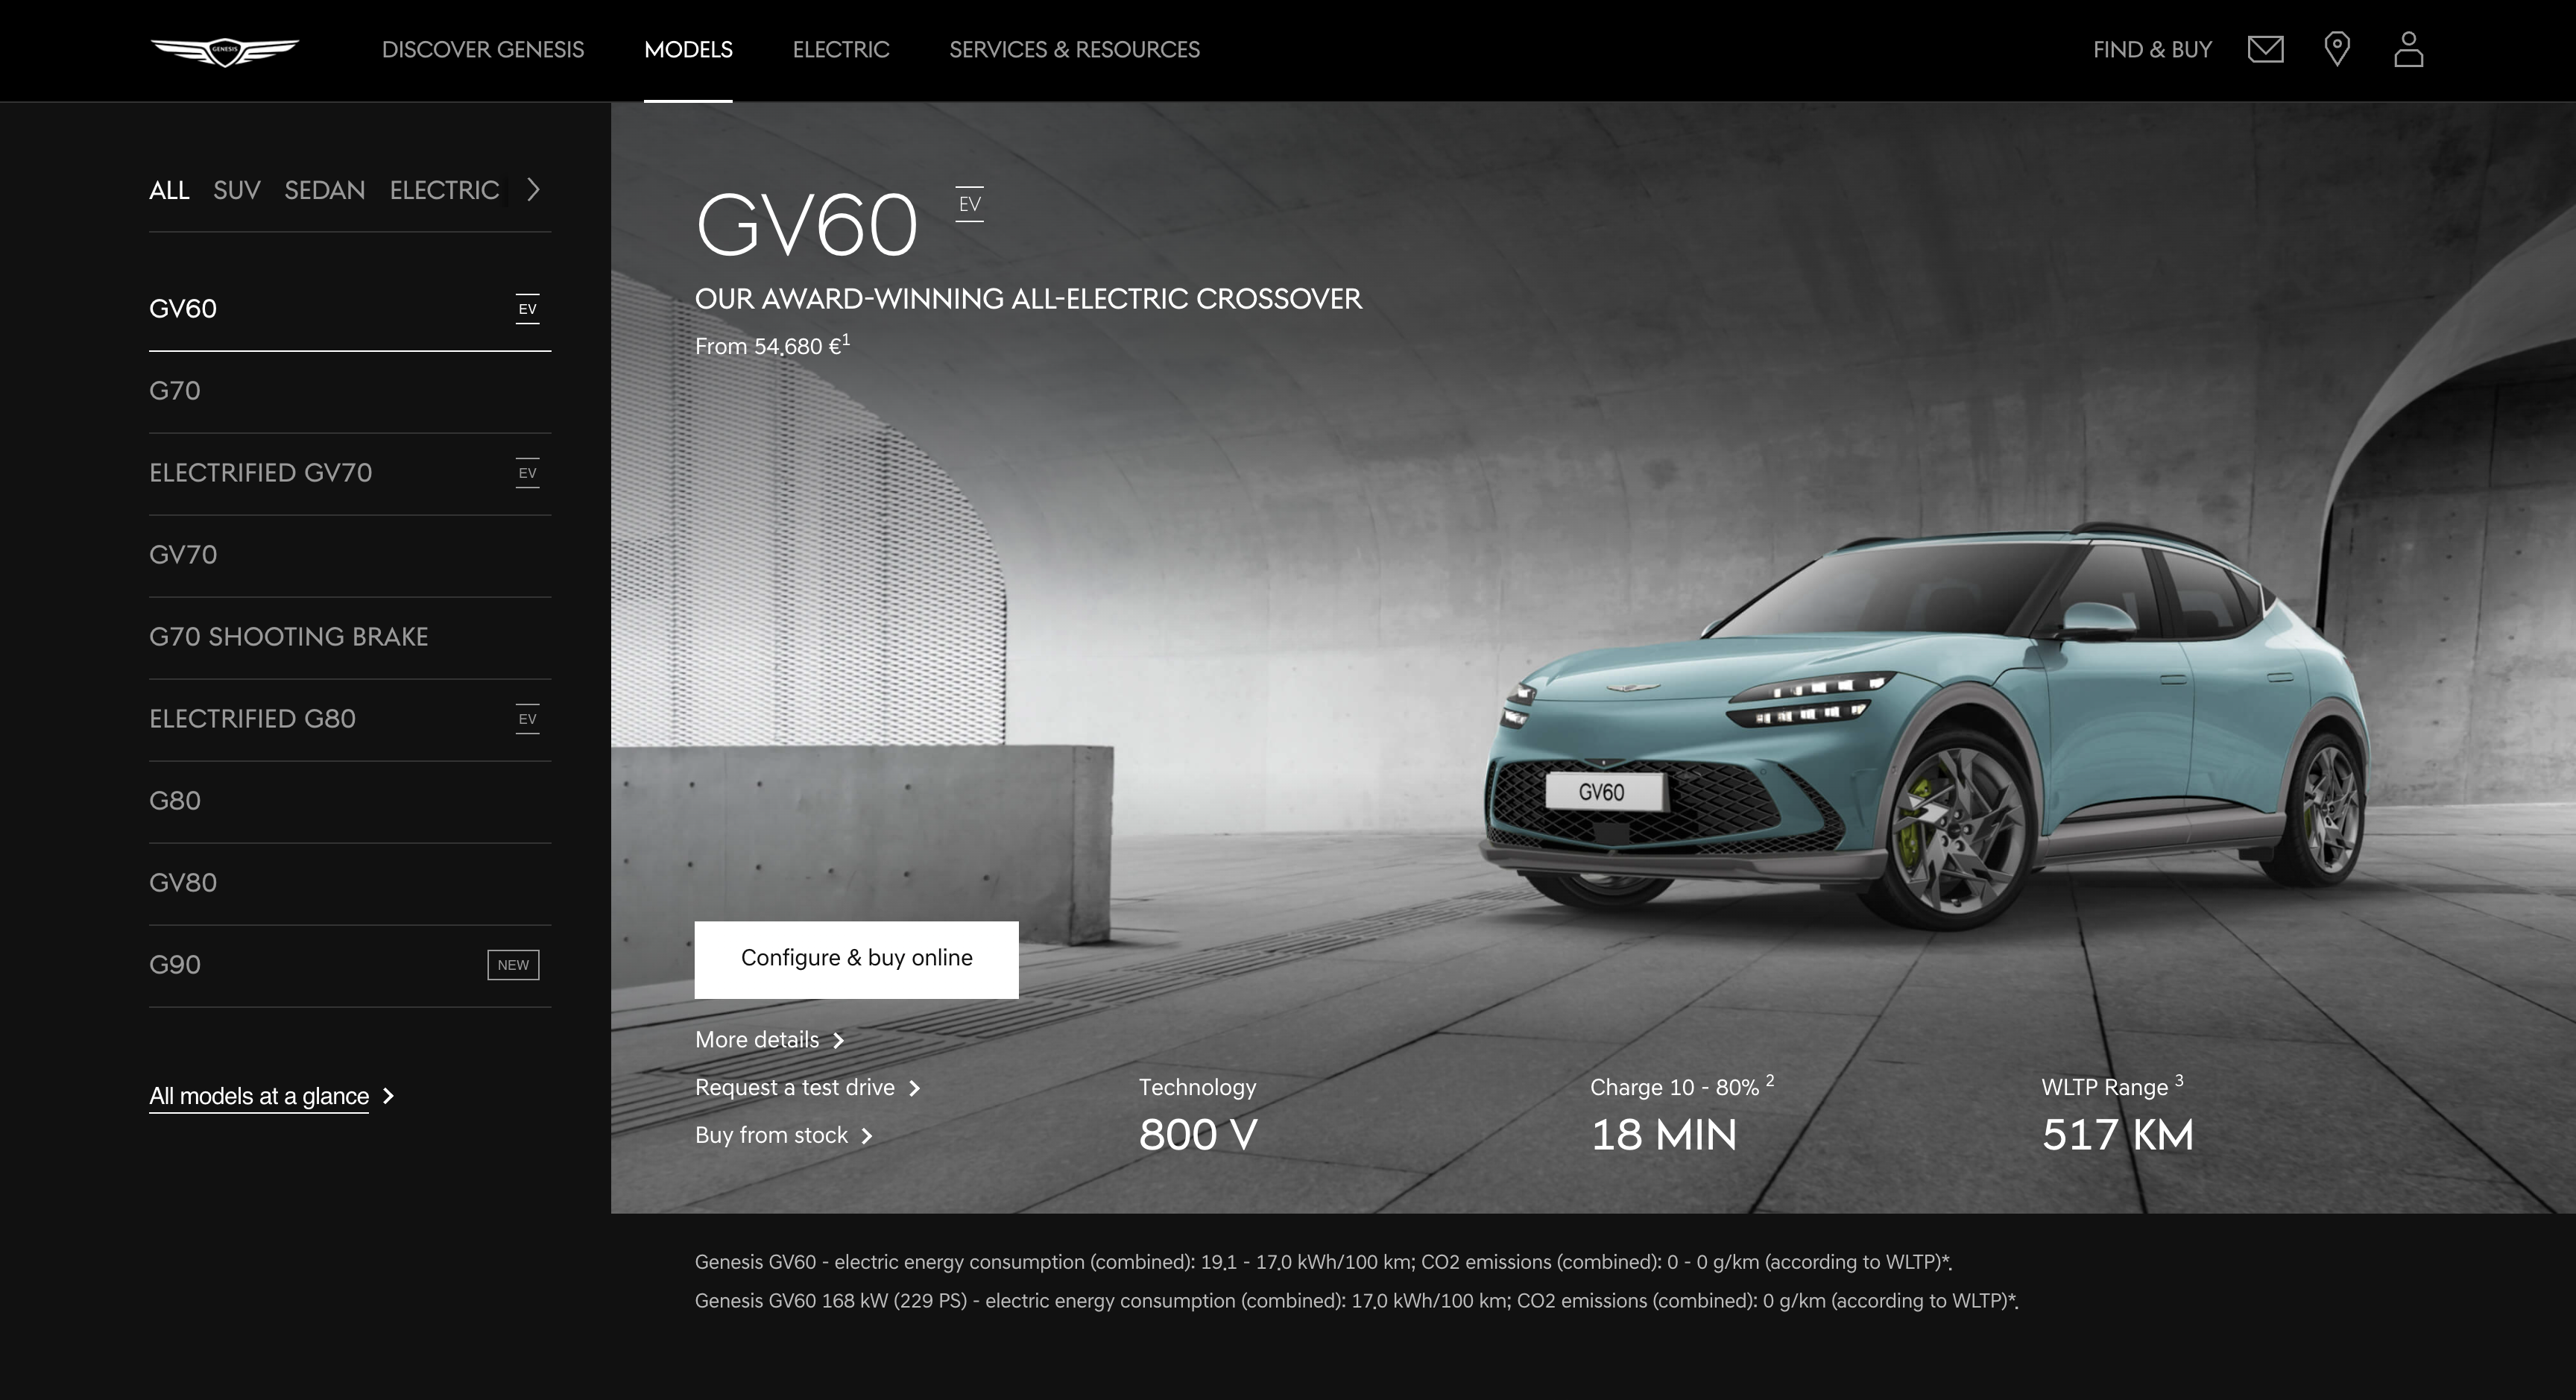 GENESIS
DISCOVER GENESIS
MODELS
ELECTRIC
SERVICES & RESOURCES
FIND & BUY
ALL
SUV
SEDAN
ELECTRIC
GV60
EV
G70
ELECTRIFIED GV70
EV
GV70
G70 SHOOTING BRAKE
ELECTRIFIED G80
EV
G80
GV80
G90
NEW
All models at a glance
GV60
EV
OUR AWARD-WINNING ALL-ELECTRIC CROSSOVER
From 54.680 €1
GV60
Configure & buy online
More details
Request a test drive
Buy from stock
Technology
800 V
Charge 10 - 80% 2
18 MIN
WLTP Range 3
517 KM
Genesis GV60 - electric energy consumption (combined): 19.1 - 17.0 kWh/100 km; CO2 emissions (combined): 0 - 0 g/km (according to WLTP)*.
Genesis GV60 168 kW (229 PS) - electric energy consumption (combined): 17.0 kWh/100 km; CO2 emissions (combined): 0 g/km (according to WLTP)*.